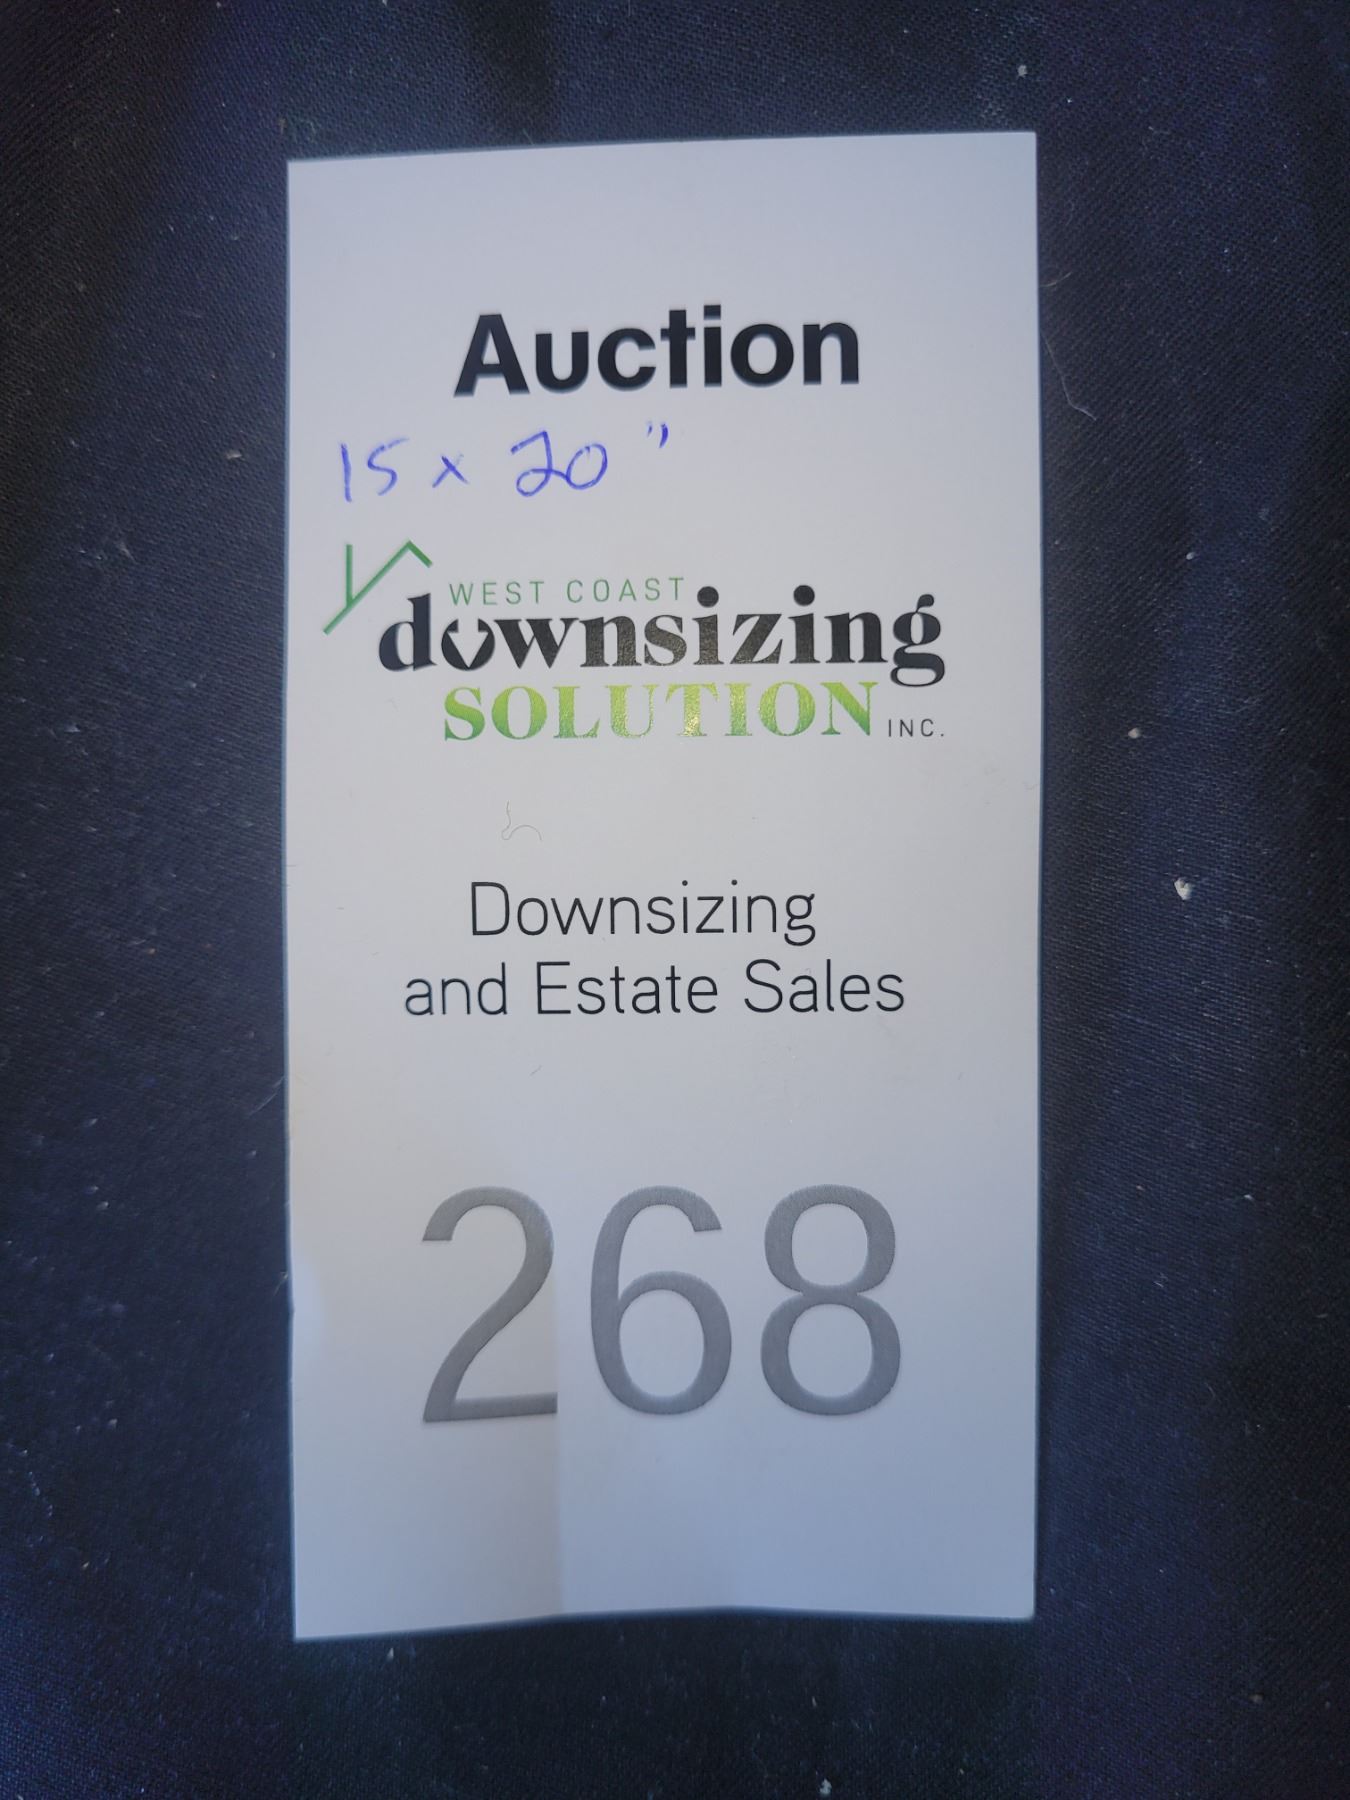 Auction
15 x 20"
WEST COAST
downsizing
SOLUTION INC.
Downsizing
and Estate Sales
268